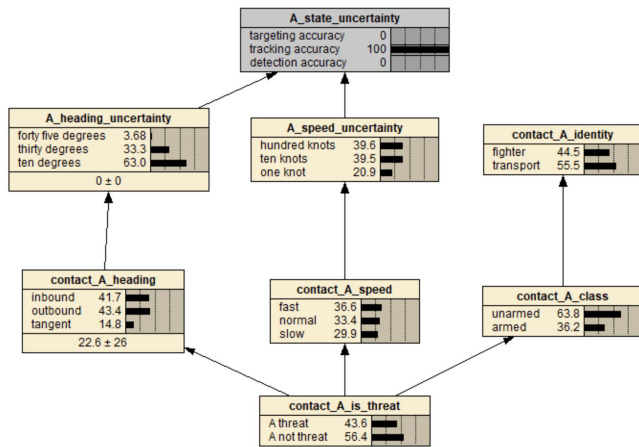 A_state_uncertainty
targeting accuracy 0
tracking accuracy 100
detection accuracy 0
A_heading_uncertainty
forty five degrees 3.68
thirty degrees 33.3
ten degrees 63.0
0 ± 0
A_speed_uncertainty
hundred knots 39.6
ten knots 39.5
one knot 20.9
contact_A_identity
fighter 44.5
transport 55.5
contact_A_heading
inbound 41.7
outbound 43.4
tangent 14.8
22.6 ± 26
contact_A_speed
fast 36.6
normal 33.4
slow 29.9
contact_A_class
unarmed 63.8
armed 36.2
contact_A_is_threat
A threat 43.6
A not threat 56.4